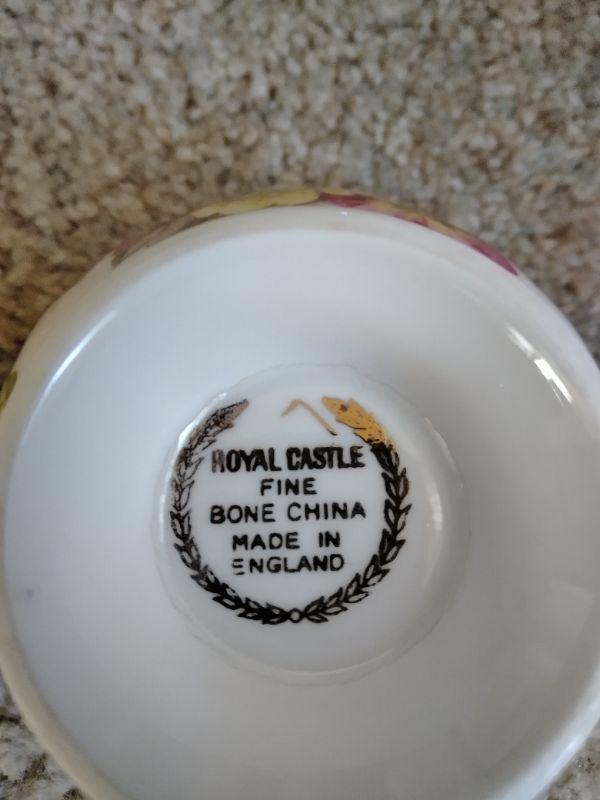 ROYAL CASTLE
FINE
BONE CHINA
MADE IN
ENGLAND